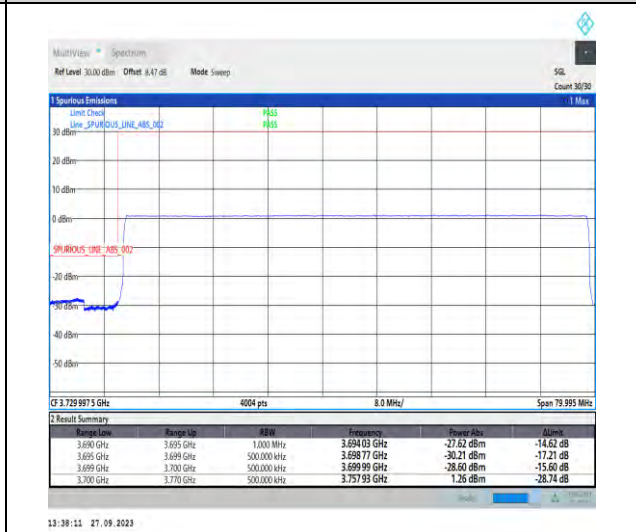 MultiView Spectrum
Ref Level 30.00 dBm Offset 8.47 dB Mode Sweep SGL
Count 30/30
1 Spurious Emissions 1 Max
Limit Check PASS
Line _SPURIOUS_LINE_ABS_002 PASS
30 dBm
20 dBm
10 dBm
0 dBm
_SPURIOUS_LINE_ABS_002
-20 dBm
-30 dBm
-40 dBm
-50 dBm
CF 3.729 997 5 GHz 4004 pts 8.0 MHz/ Span 79.995 MHz
2 Result Summary
Range Low Range Up RBW Frequency Power Abs ΔLimit
3.690 GHz 3.695 GHz 1.000 MHz 3.694 03 GHz -27.62 dBm -14.62 dB
3.695 GHz 3.699 GHz 500.000 kHz 3.698 77 GHz -30.21 dBm -17.21 dB
3.699 GHz 3.700 GHz 500.000 kHz 3.699 99 GHz -28.60 dBm -15.60 dB
3.700 GHz 3.770 GHz 500.000 kHz 3.757 93 GHz 1.26 dBm -28.74 dB
13:38:11 27.09.2023